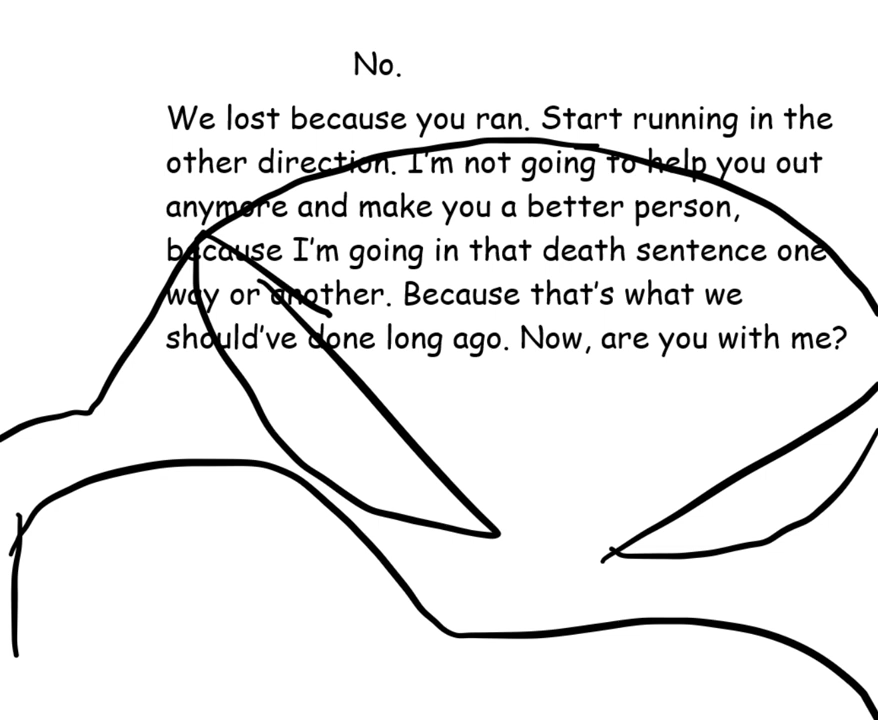 No.
We lost because you ran. Start running in the
other direction. I'm not going to help you out
anymore and make you a better person,
because I'm going in that death sentence one
way or another. Because that's what we
should've done long ago. Now, are you with me?